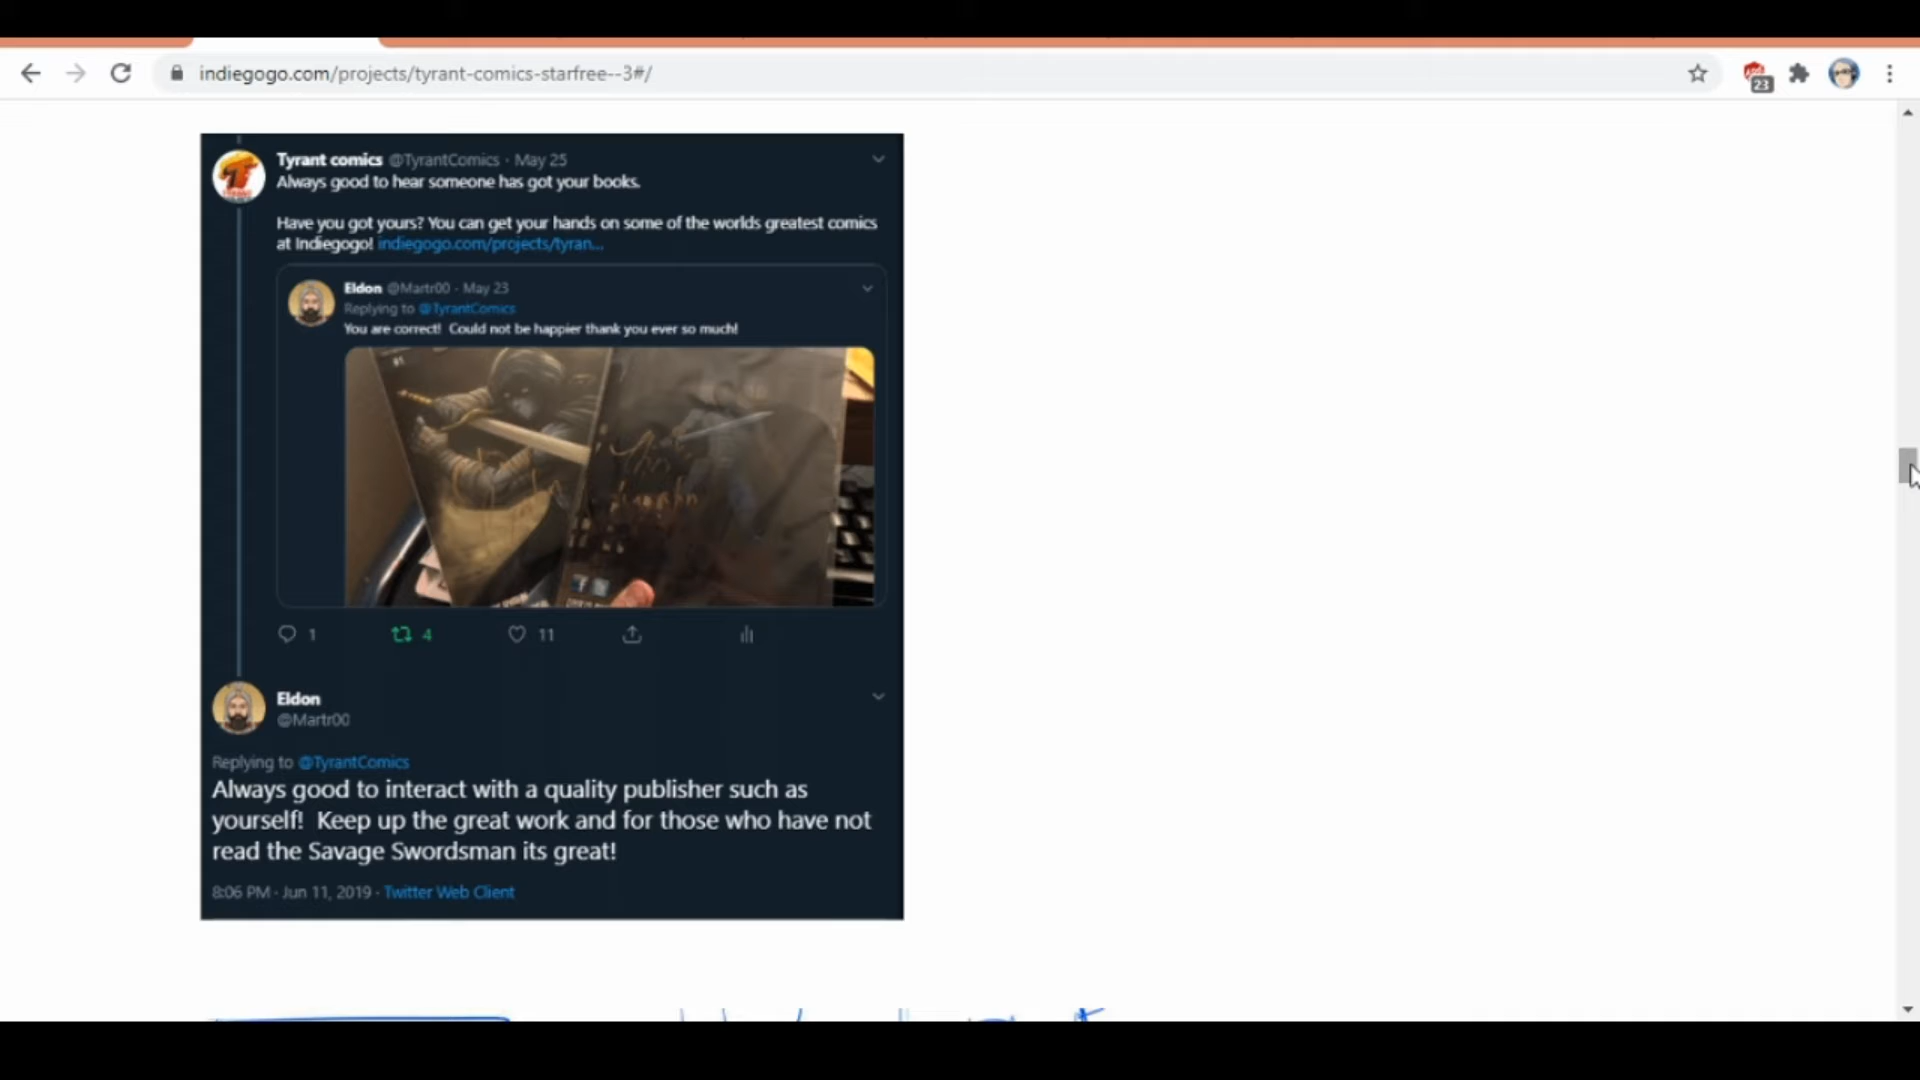 indiegogo.com/projects/tyrant-comics-starfree--3#/
23
Tyrant comics @TyrantComics · May 25
Always good to hear someone has got your books.
Have you got yours? You can get your hands on some of the worlds greatest comics
at Indiegogo! indiegogo.com/projects/tyran...
Eldon @Martr00 · May 23
Replying to @TyrantComics
You are correct!  Could not be happier thank you ever so much!
#1
1
4
11
Eldon
@Martr00
Replying to @TyrantComics
Always good to interact with a quality publisher such as
yourself!  Keep up the great work and for those who have not
read the Savage Swordsman its great!
8:06 PM · Jun 11, 2019 · Twitter Web Client